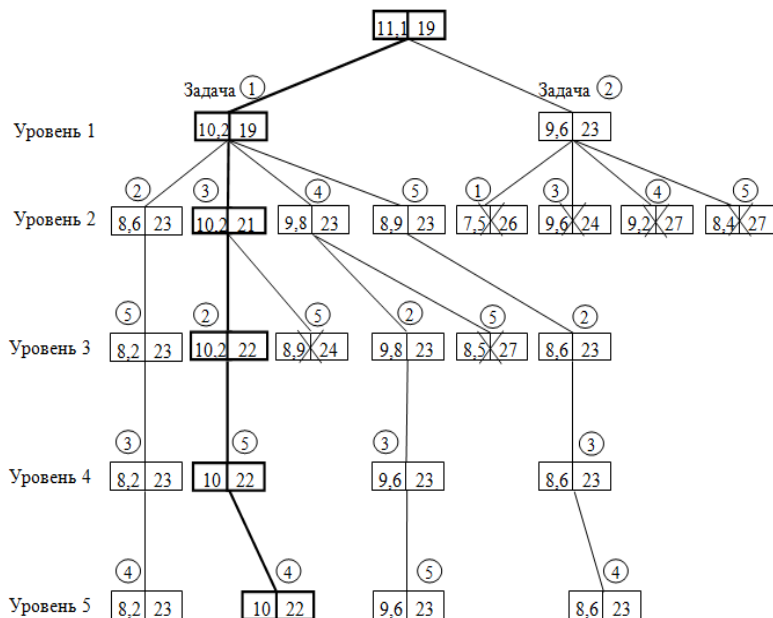 11,1 19
Задача 1 Задача 2
Уровень 1 10,2 19 9,6 23
2 3 4 5 1 3 4 5
Уровень 2 8,6 23 10,2 21 9,8 23 8,9 23 7,5 26 9,6 24 9,2 27 8,4 27
5 2 5 2 5 2
Уровень 3 8,2 23 10,2 22 8,9 24 9,8 23 8,5 27 8,6 23
3 5 3 3
Уровень 4 8,2 23 10 22 9,6 23 8,6 23
4 4 5 4
Уровень 5 8,2 23 10 22 9,6 23 8,6 23